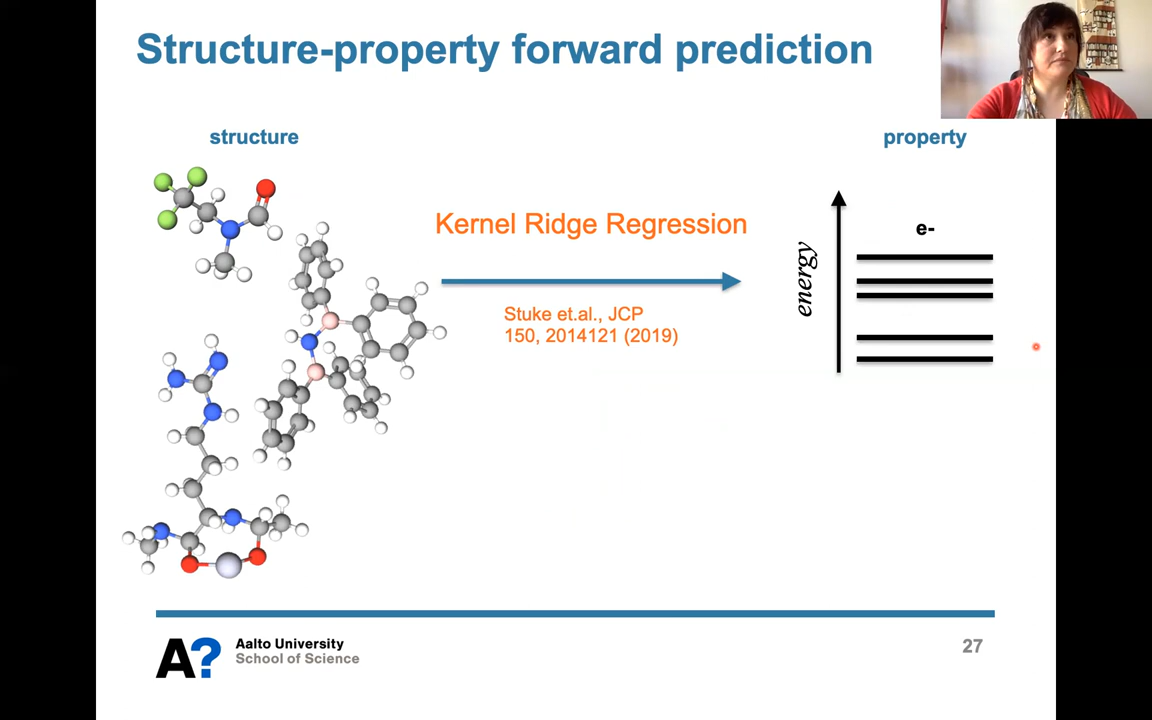 Structure-property forward prediction
structure
property
Kernel Ridge Regression
Stuke et.al., JCP
150, 2014121 (2019)
energy
e-
A?
Aalto University
School of Science
27